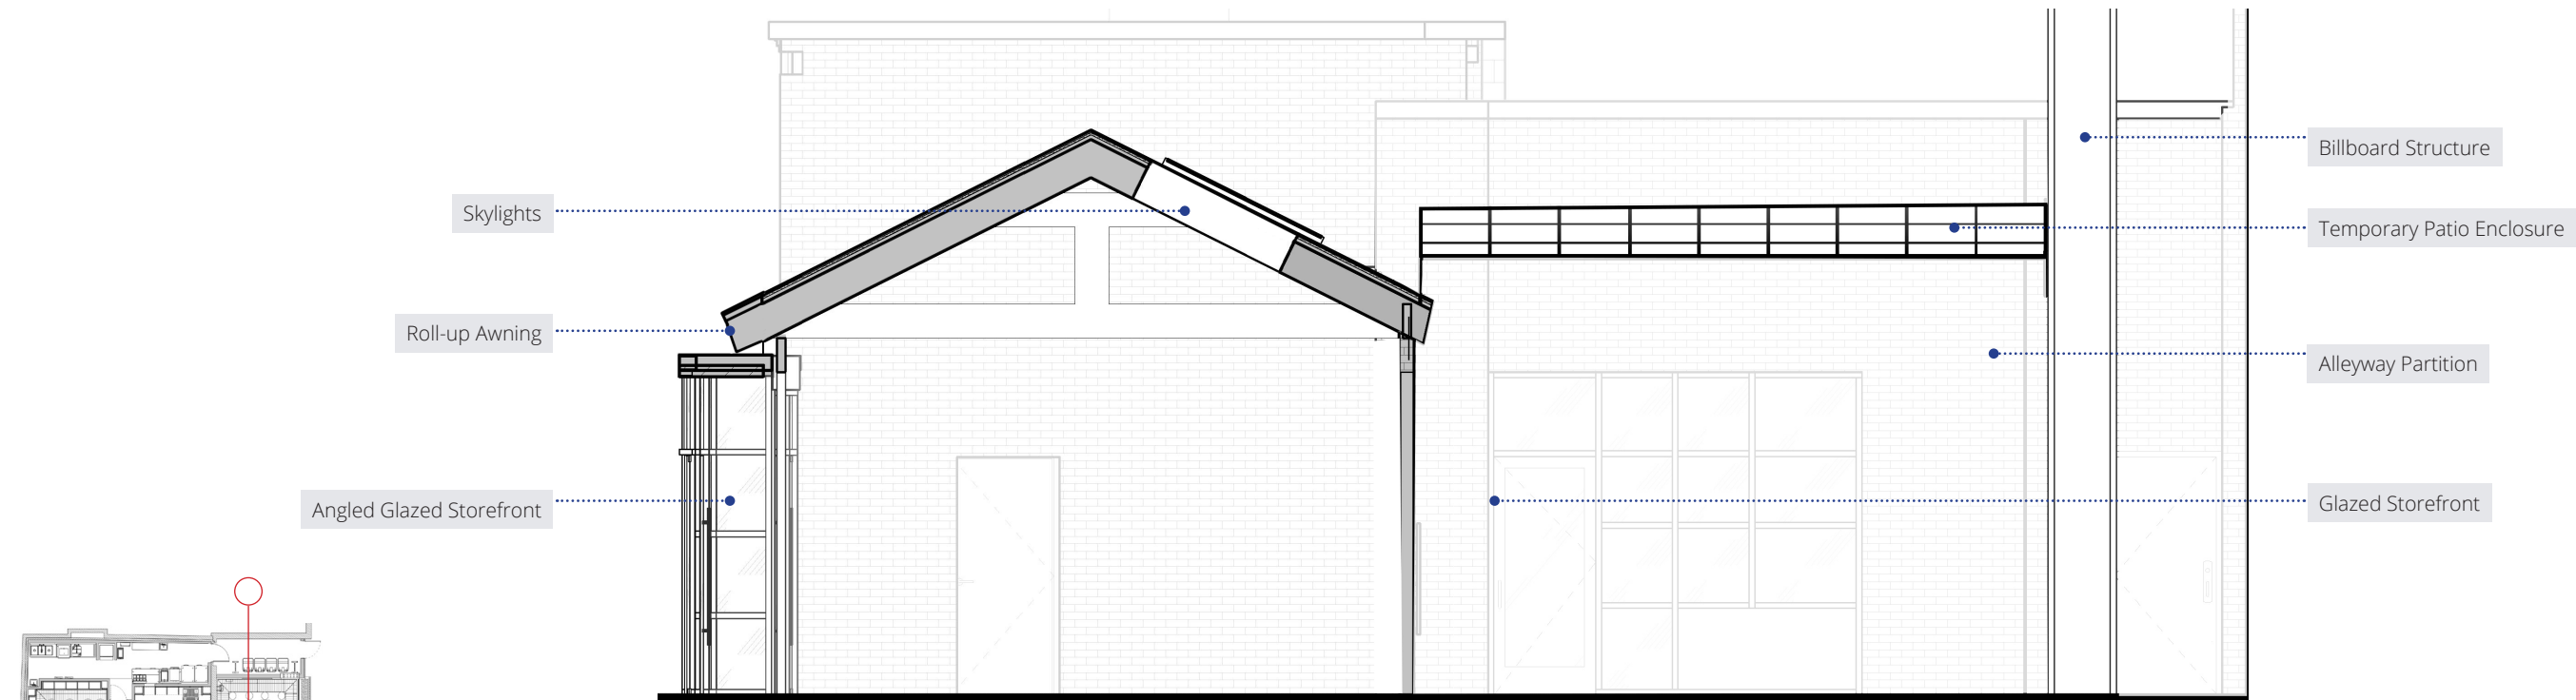 Skylights
Roll-up Awning
Angled Glazed Storefront
Billboard Structure
Temporary Patio Enclosure
Alleyway Partition
Glazed Storefront